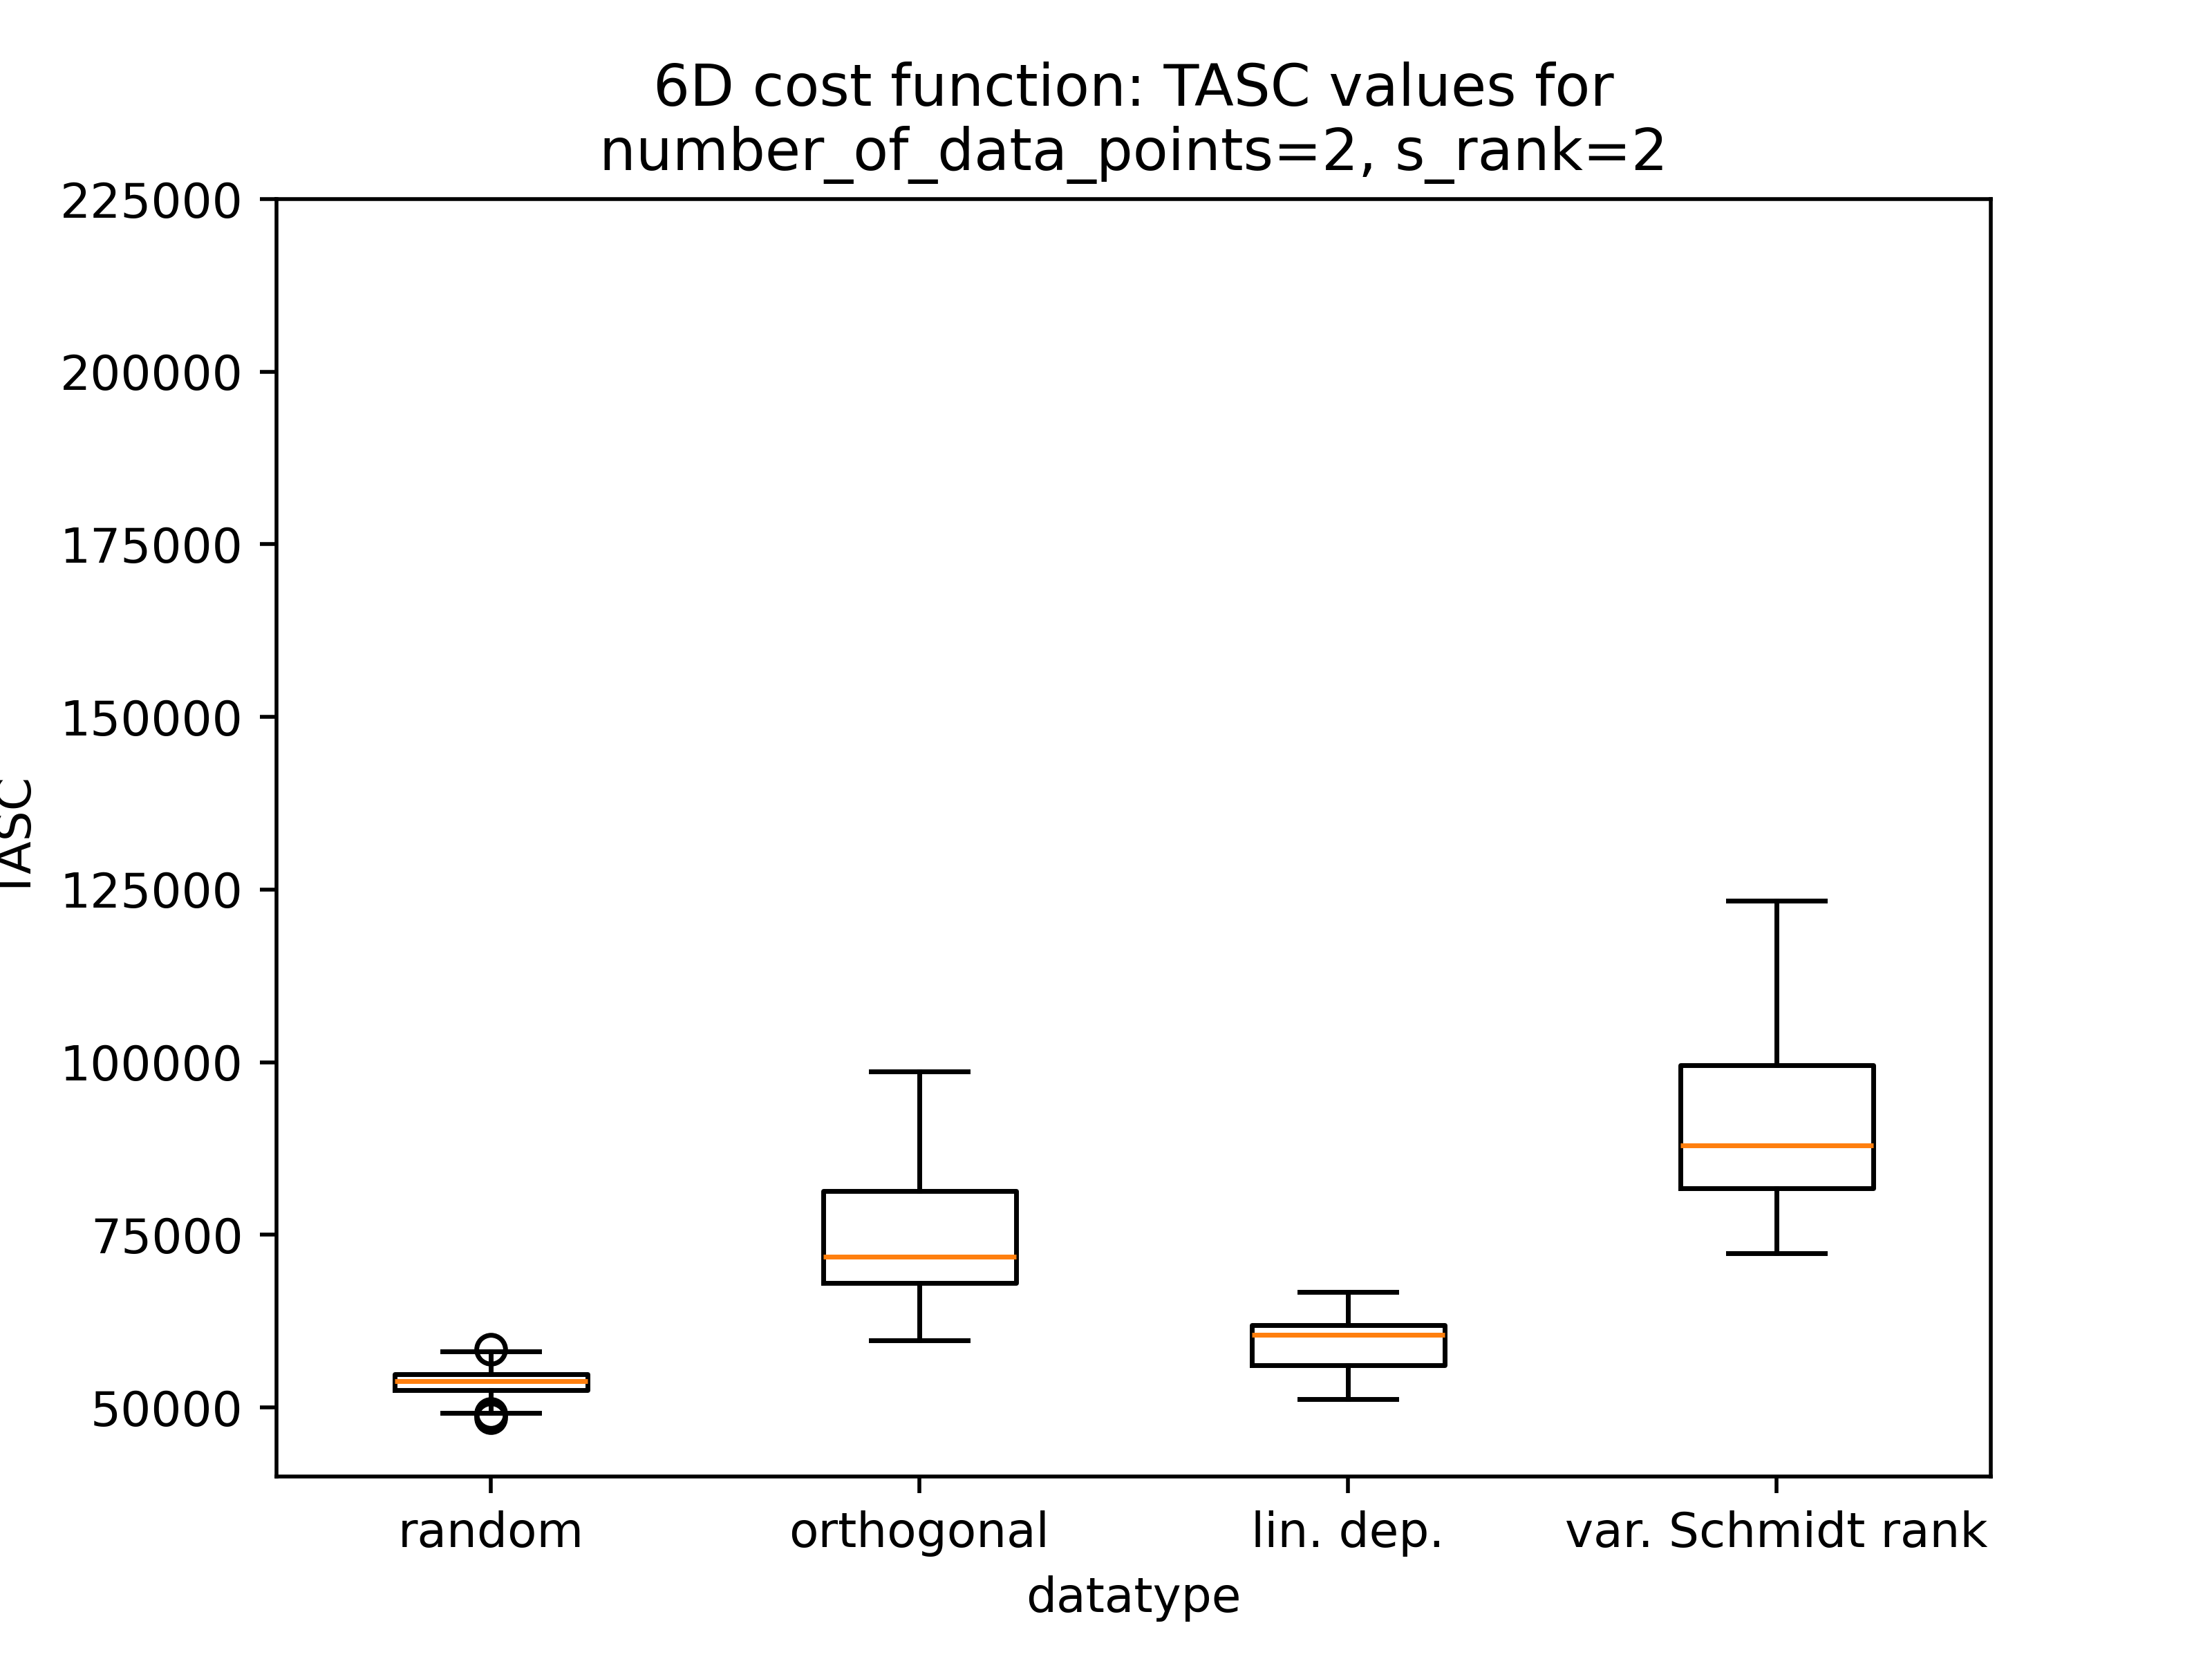 6D cost function: TASC values for
number_of_data_points=2, s_rank=2
225000
200000
175000
150000
125000
100000
75000
50000
TASC
random
orthogonal
lin. dep.
var. Schmidt rank
datatype